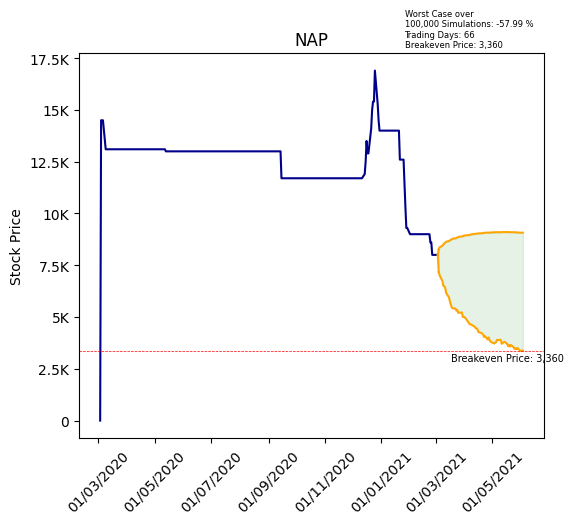 Worst Case over
100,000 Simulations: -57.99 %
Trading Days: 66
Breakeven Price: 3,360
NAP
Stock Price
17.5K
15K
12.5K
10K
7.5K
5K
2.5K
0
Breakeven Price: 3,360
01/03/2020
01/05/2020
01/07/2020
01/09/2020
01/11/2020
01/01/2021
01/03/2021
01/05/2021